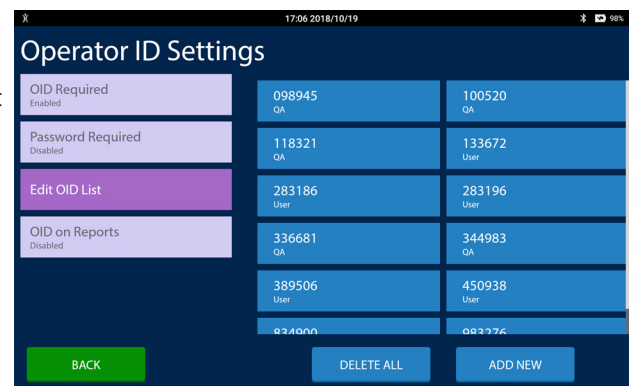 17:06 2018/10/19
98%
Operator ID Settings
OID Required
Enabled
Password Required
Disabled
Edit OID List
OID on Reports
Disabled
098945
QA
100520
QA
118321
QA
133672
User
283186
User
283196
User
336681
QA
344983
QA
389506
User
450938
User
834900
983276
BACK
DELETE ALL
ADD NEW